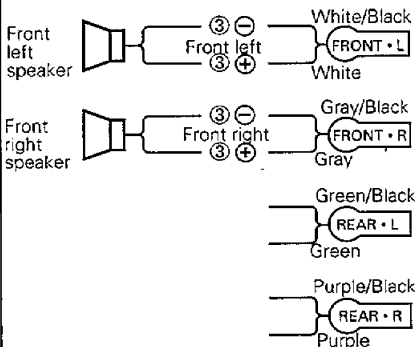 White/Black
Front
left
speaker
③ ⊖
Front left
③ ⊕
FRONT • L
White
Gray/Black
Front
right
speaker
③ ⊖
Front right
③ ⊕
FRONT • R
Gray
Green/Black
REAR • L
Green
Purple/Black
REAR • R
Purple